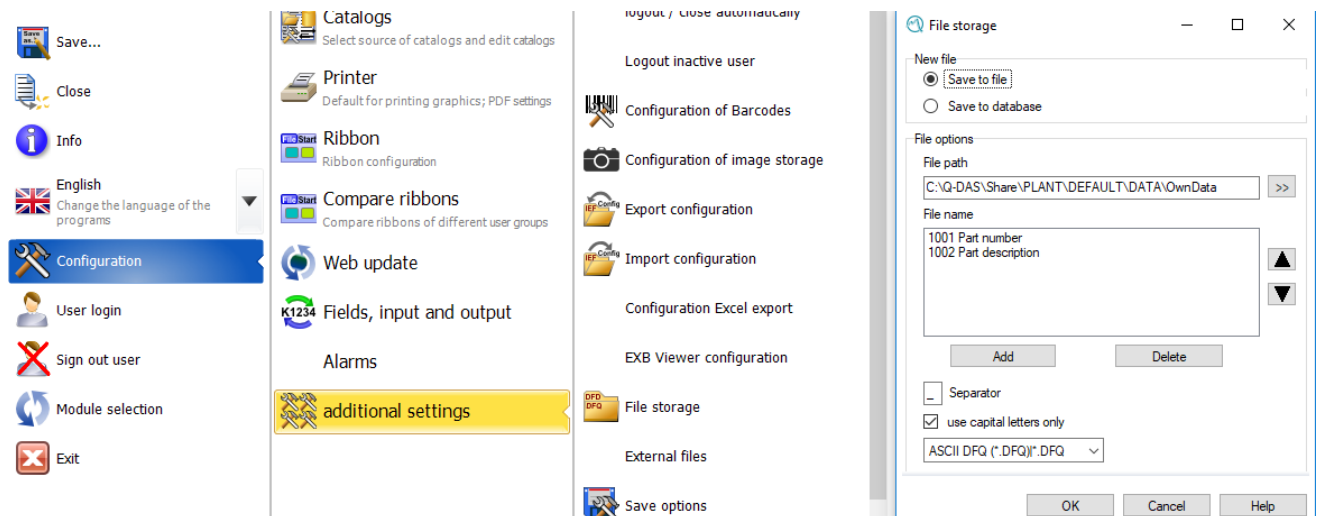 Save...
Close
Info
English
Change the language of the
programs
Configuration
User login
Sign out user
Module selection
Exit
Catalogs
Select source of catalogs and edit catalogs
Printer
Default for printing graphics; PDF settings
Ribbon
Ribbon configuration
Compare ribbons
Compare ribbons of different user groups
Web update
K1234 Fields, input and output
Alarms
additional settings
logout / close automatically
Logout inactive user
Configuration of Barcodes
Configuration of image storage
Export configuration
Import configuration
Configuration Excel export
EXB Viewer configuration
DFD
DFQ
File storage
External files
Save options
File storage
New file
Save to file
Save to database
File options
File path
C:\Q-DAS\Share\PLANT\DEFAULT\DATA\OwnData >>
File name
1001 Part number
1002 Part description
Add Delete
_ Separator
use capital letters only
ASCII DFQ (*.DFQ)|*.DFQ
OK Cancel Help